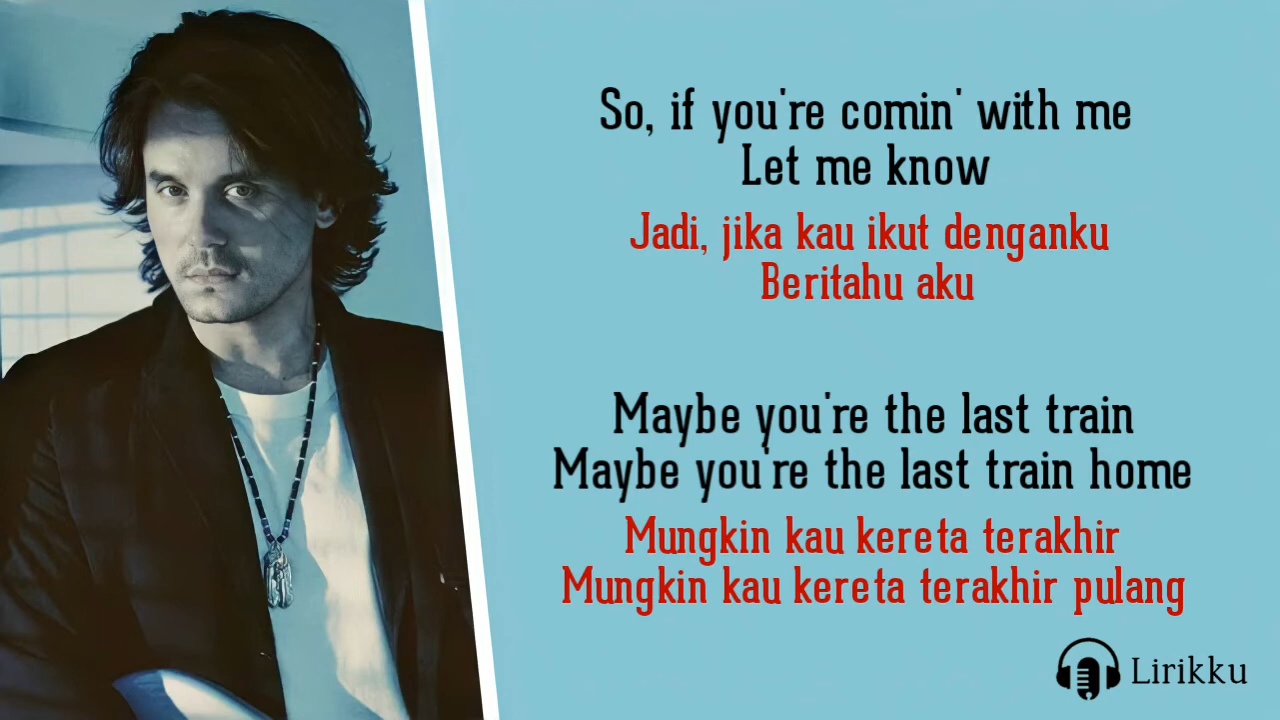 So, if you're comin' with me
Let me know
Jadi, jika kau ikut denganku
Beritahu aku
Maybe you're the last train
Maybe you're the last train home
Mungkin kau kereta terakhir
Mungkin kau kereta terakhir pulang
Lirikku